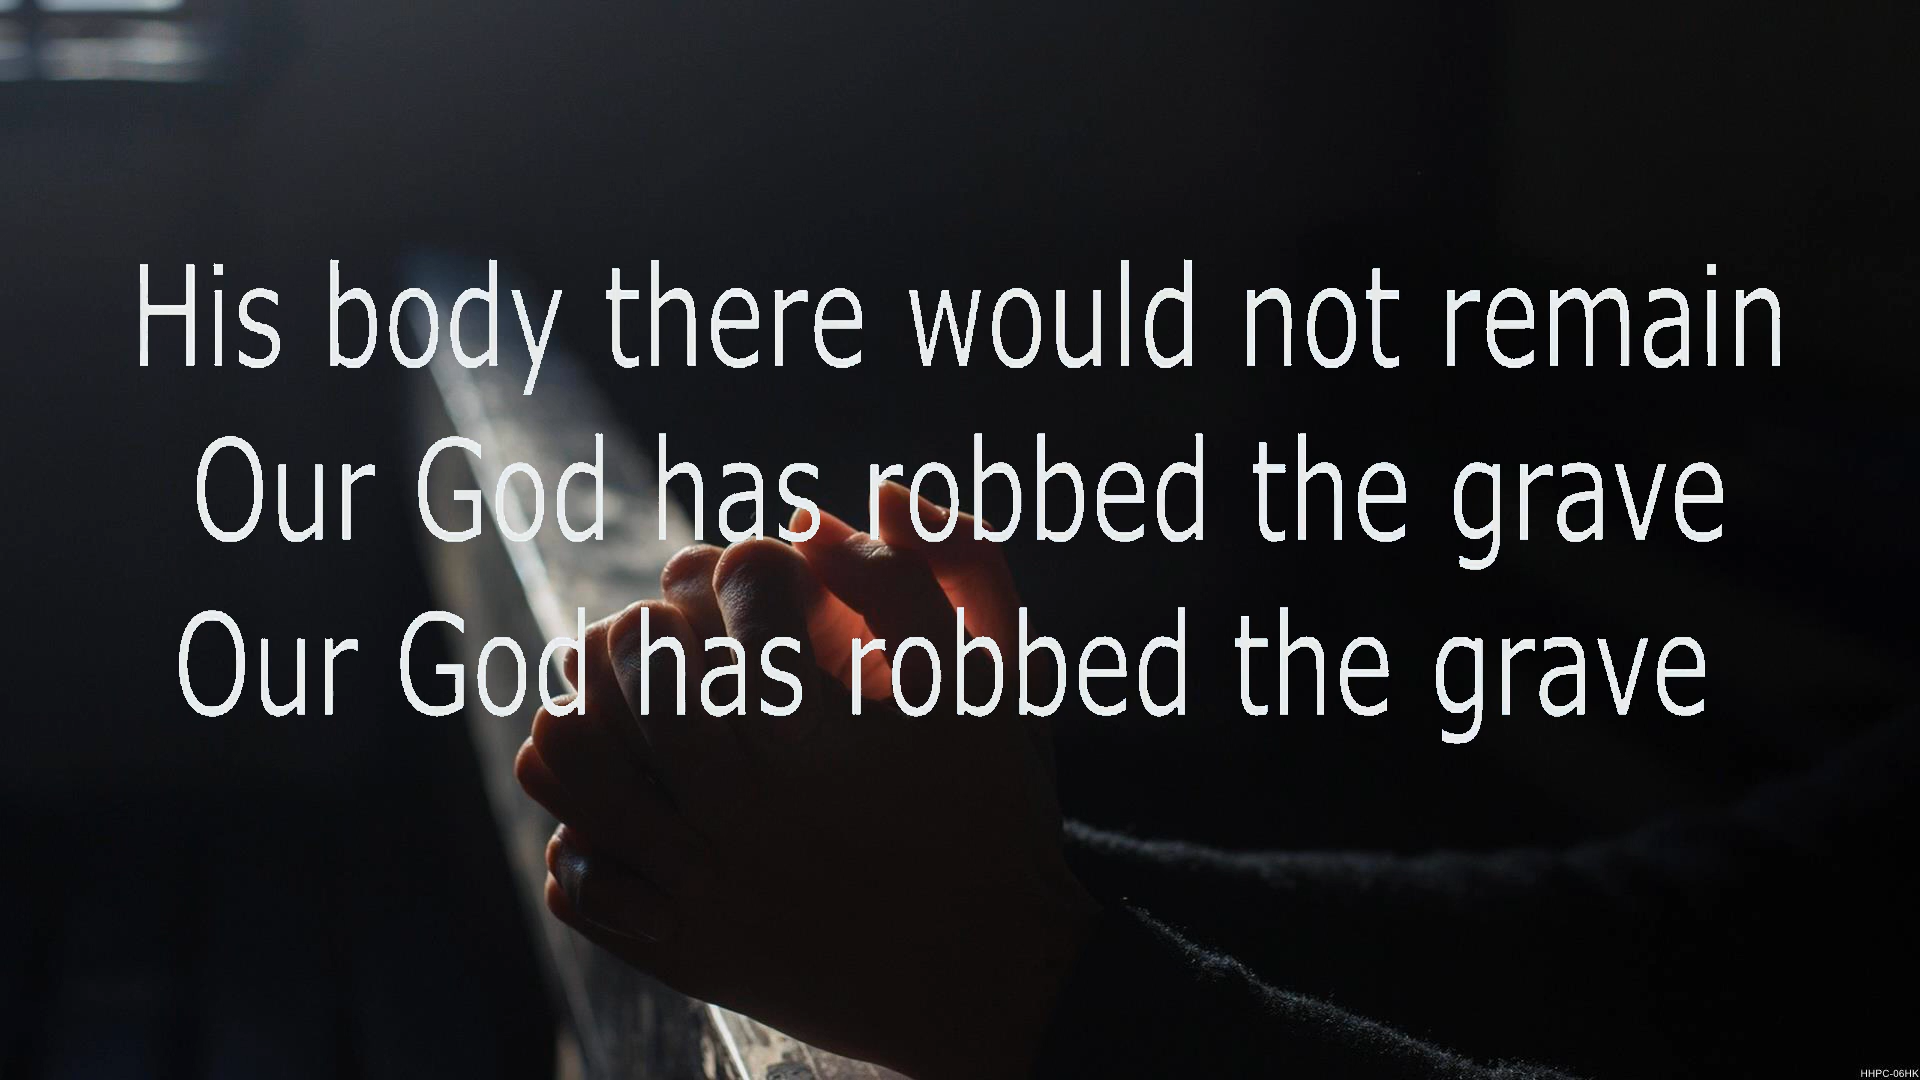 His body there would not remain
Our God has robbed the grave
Our God has robbed the grave
HHPC-06HK